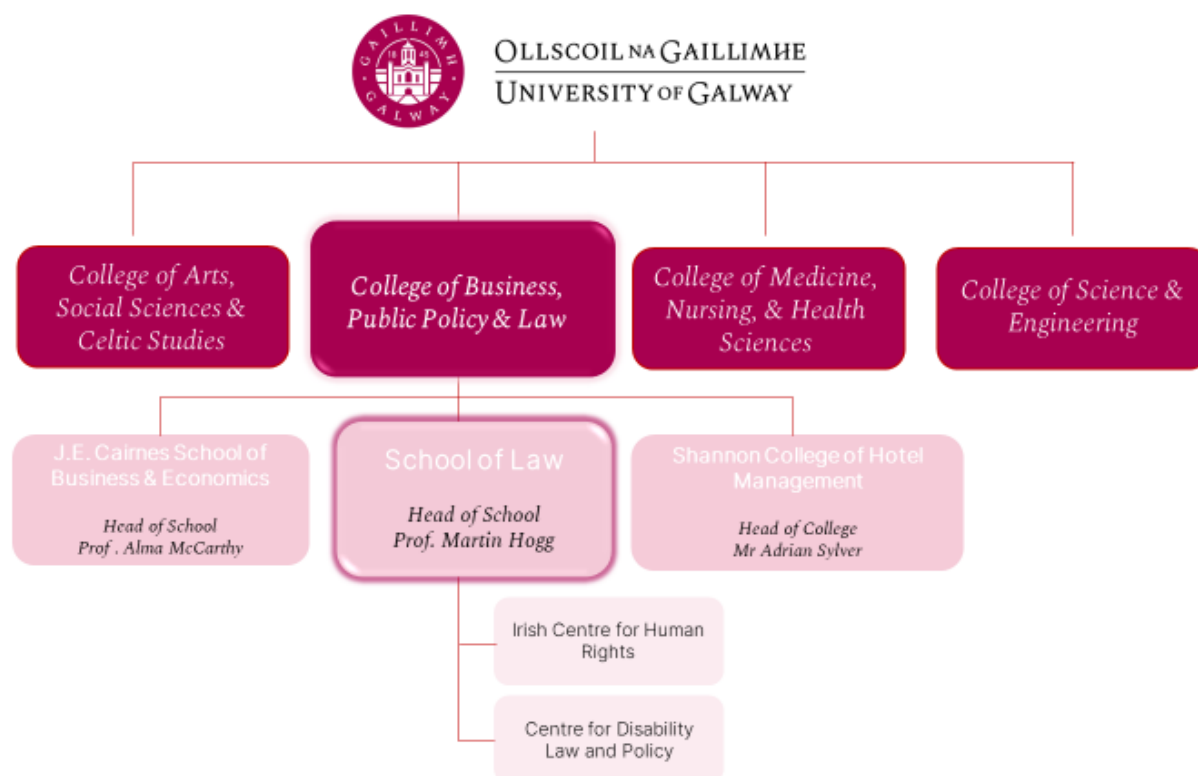 GAILLIMH
1845
GALWAY
OLLSCOIL NA GAILLIMHE
UNIVERSITY OF GALWAY
College of Arts,
Social Sciences &
Celtic Studies
College of Business,
Public Policy & Law
College of Medicine,
Nursing, & Health
Sciences
College of Science &
Engineering
J.E. Cairnes School of
Business & Economics
Head of School
Prof . Alma McCarthy
School of Law
Head of School
Prof. Martin Hogg
Shannon College of Hotel
Management
Head of College
Mr Adrian Sylver
Irish Centre for Human
Rights
Centre for Disability
Law and Policy